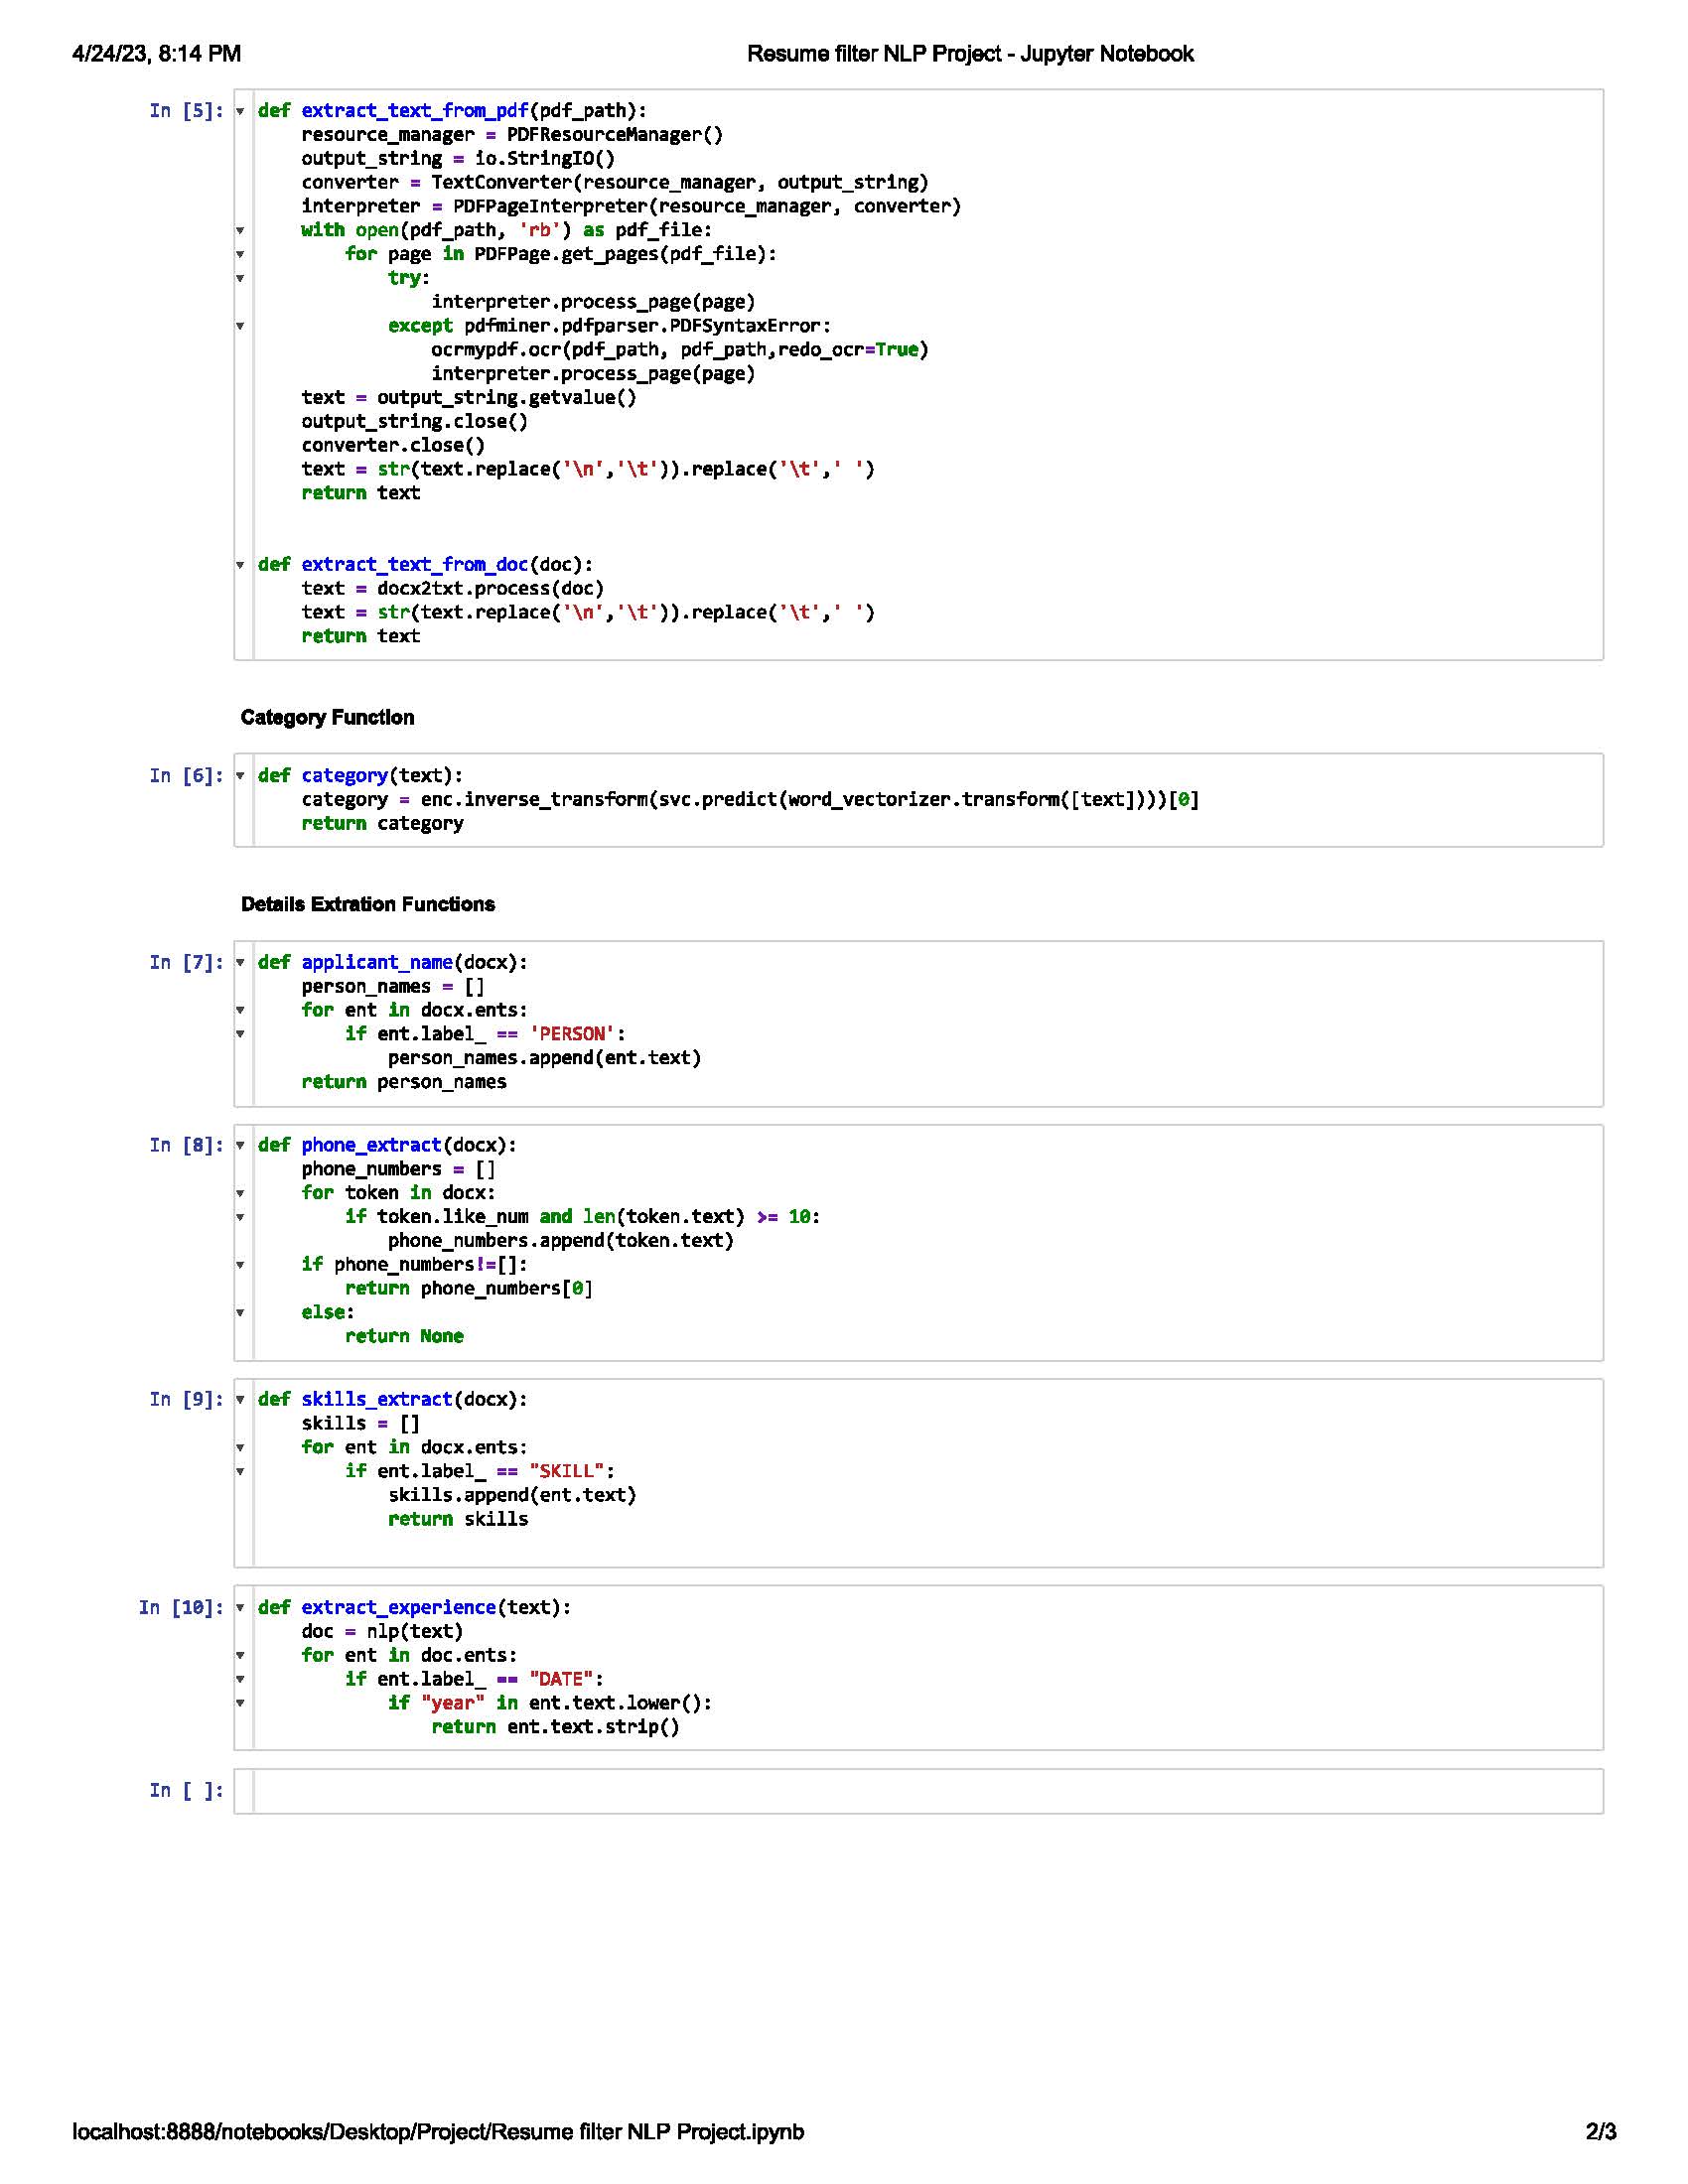 4/24/23, 8:14 PM Resume filter NLP Project - Jupyter Notebook
In [5]: def extract_text_from_pdf(pdf_path):
    resource_manager = PDFResourceManager()
    output_string = io.StringIO()
    converter = TextConverter(resource_manager, output_string)
    interpreter = PDFPageInterpreter(resource_manager, converter)
    with open(pdf_path, 'rb') as pdf_file:
        for page in PDFPage.get_pages(pdf_file):
            try:
                interpreter.process_page(page)
            except pdfminer.pdfparser.PDFSyntaxError:
                ocrmypdf.ocr(pdf_path, pdf_path,redo_ocr=True)
                interpreter.process_page(page)
    text = output_string.getvalue()
    output_string.close()
    converter.close()
    text = str(text.replace('\n','\t')).replace('\t',' ')
    return text
def extract_text_from_doc(doc):
    text = docx2txt.process(doc)
    text = str(text.replace('\n','\t')).replace('\t',' ')
    return text
Category Function
In [6]: def category(text):
    category = enc.inverse_transform(svc.predict(word_vectorizer.transform([text])))[0]
    return category
Details Extration Functions
In [7]: def applicant_name(docx):
    person_names = []
    for ent in docx.ents:
        if ent.label_ == 'PERSON':
            person_names.append(ent.text)
    return person_names
In [8]: def phone_extract(docx):
    phone_numbers = []
    for token in docx:
        if token.like_num and len(token.text) >= 10:
            phone_numbers.append(token.text)
    if phone_numbers!=[]:
        return phone_numbers[0]
    else:
        return None
In [9]: def skills_extract(docx):
    skills = []
    for ent in docx.ents:
        if ent.label_ == "SKILL":
            skills.append(ent.text)
            return skills
In [10]: def extract_experience(text):
    doc = nlp(text)
    for ent in doc.ents:
        if ent.label_ == "DATE":
            if "year" in ent.text.lower():
                return ent.text.strip()
In [ ]:
localhost:8888/notebooks/Desktop/Project/Resume filter NLP Project.ipynb 2/3